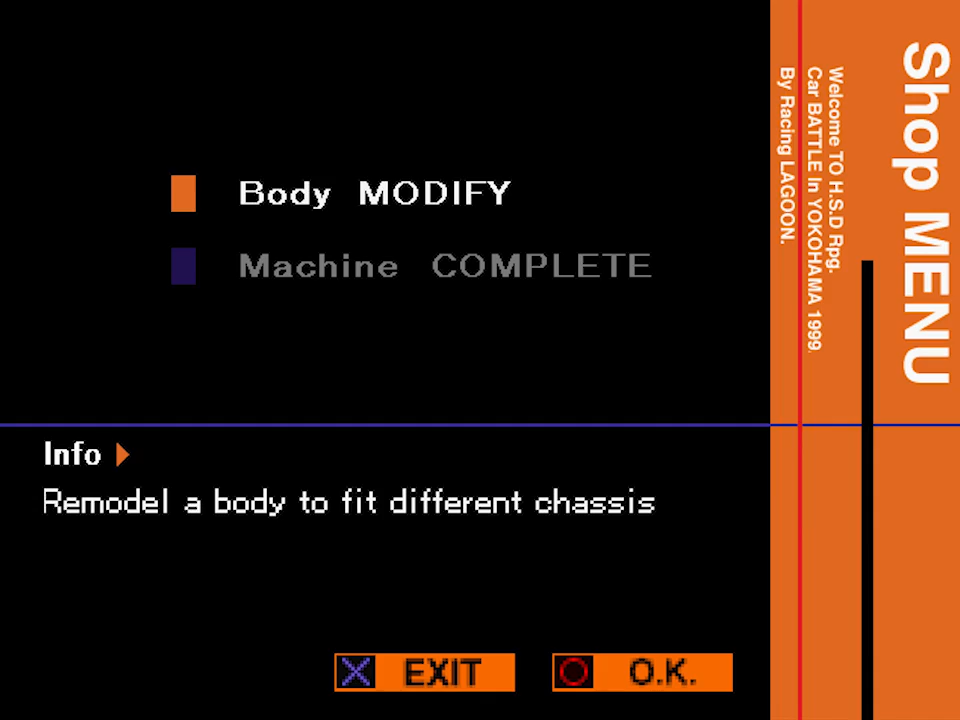 Body MODIFY
Machine COMPLETE
Info
Remodel a body to fit different chassis
EXIT
O.K.
Shop MENU
Welcome TO H.S.D Rpg.
Car BATTLE In YOKOHAMA 1999.
By Racing LAGOON.